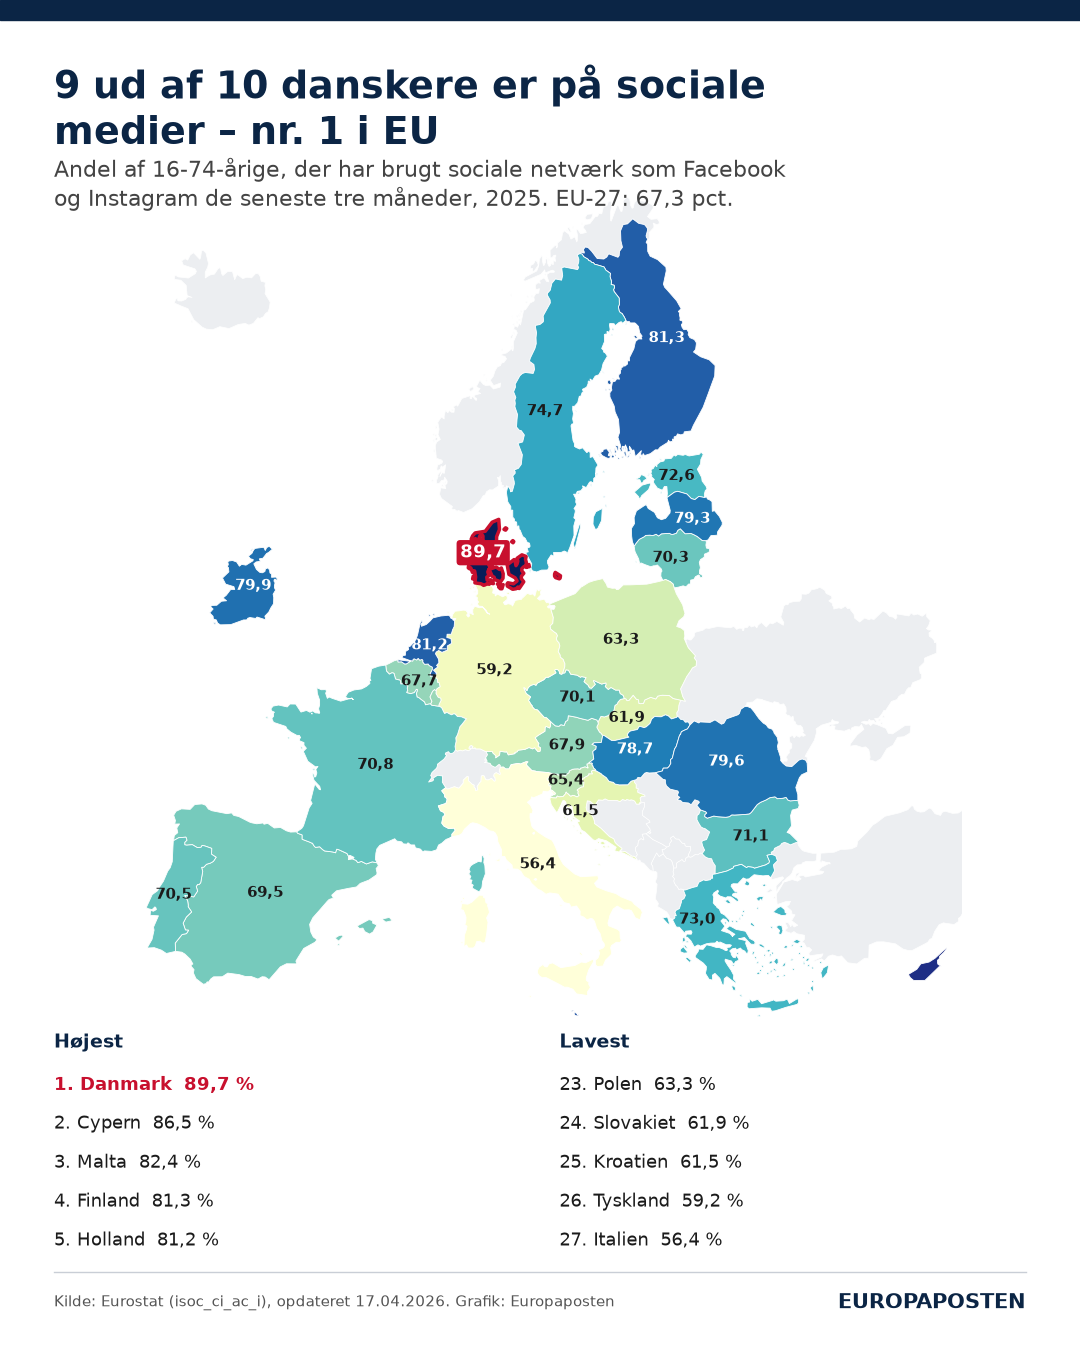 9 ud af 10 danskere er på sociale
medier – nr. 1 i EU
Andel af 16-74-årige, der har brugt sociale netværk som Facebook
og Instagram de seneste tre måneder, 2025. EU-27: 67,3 pct.
81,3
74,7
72,6
79,3
89,7
70,3
79,9
63,3
81,2
59,2
67,7
70,1
61,9
67,9
78,7
70,8
79,6
65,4
61,5
71,1
56,4
70,5
69,5
73,0
Højest
1. Danmark 89,7 %
2. Cypern 86,5 %
3. Malta 82,4 %
4. Finland 81,3 %
5. Holland 81,2 %
Lavest
23. Polen 63,3 %
24. Slovakiet 61,9 %
25. Kroatien 61,5 %
26. Tyskland 59,2 %
27. Italien 56,4 %
Kilde: Eurostat (isoc_ci_ac_i), opdateret 17.04.2026. Grafik: Europaposten
EUROPAPOSTEN